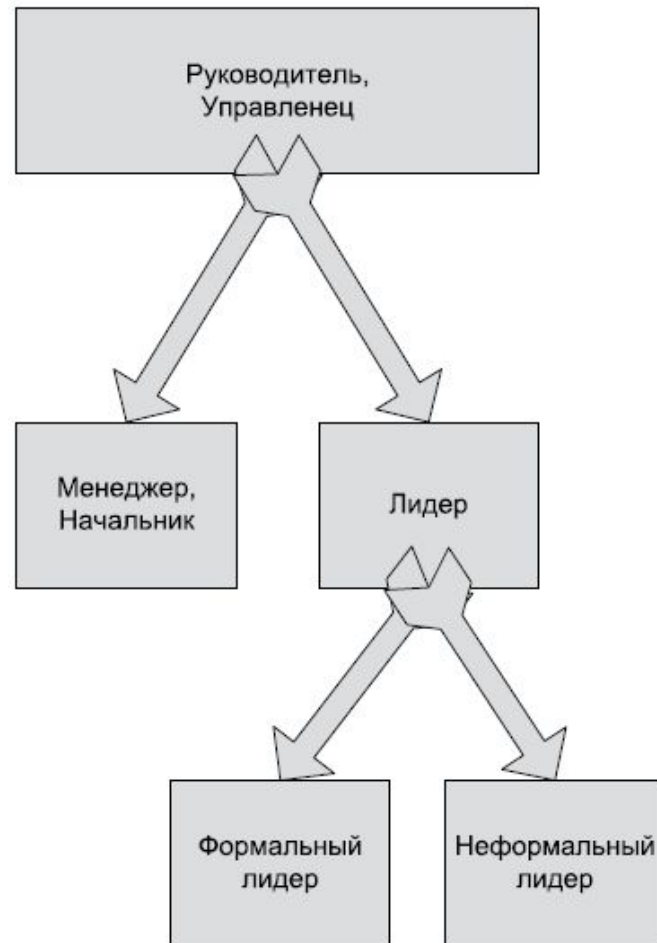 Руководитель,
Управленец
Менеджер,
Начальник
Лидер
Формальный
лидер
Неформальный
лидер